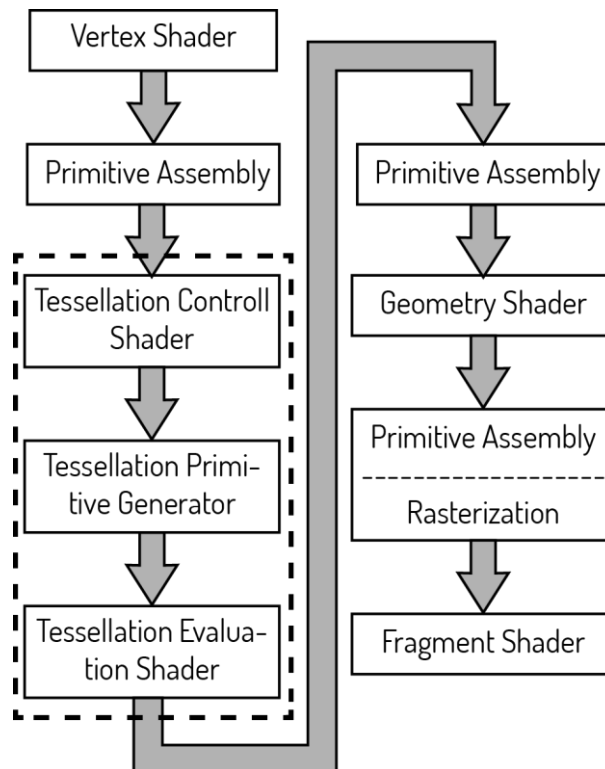 Vertex Shader
Primitive Assembly
Tessellation Controll
Shader
Tessellation Primi-
tive Generator
Tessellation Evalua-
tion Shader
Primitive Assembly
Geometry Shader
Primitive Assembly
Rasterization
Fragment Shader